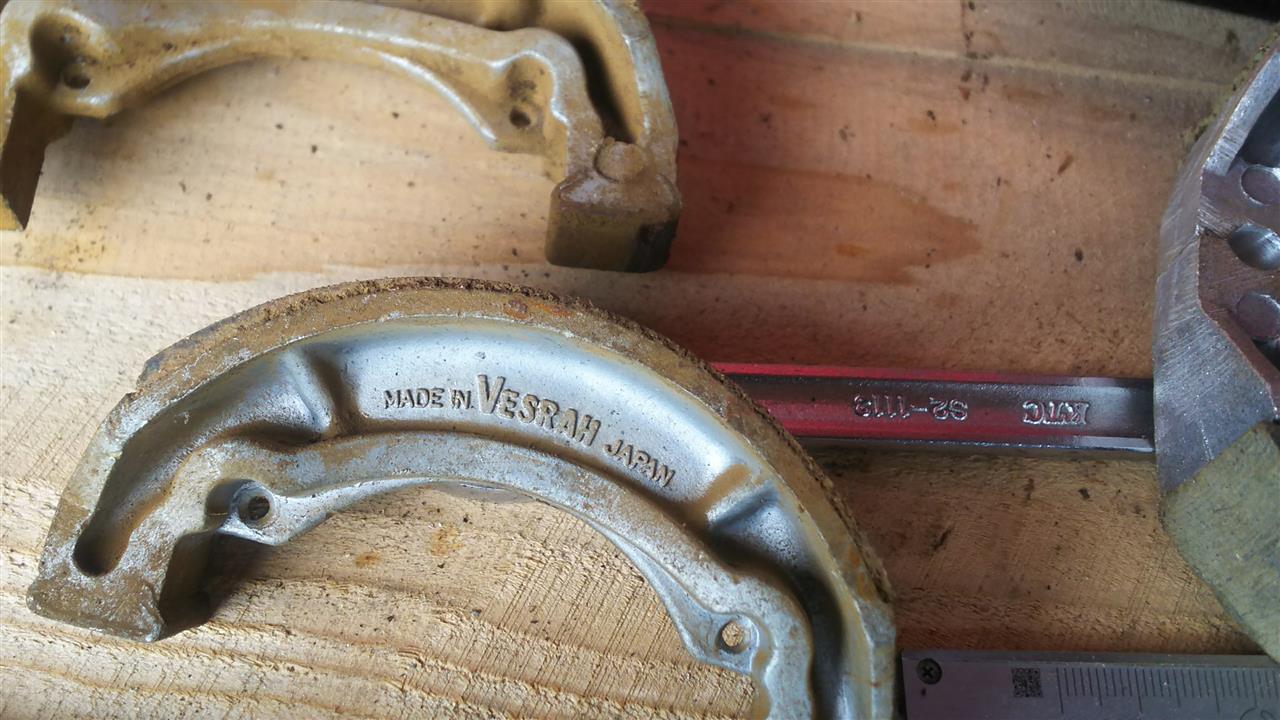 MADE IN VESRAH JAPAN
KTC S2-1113